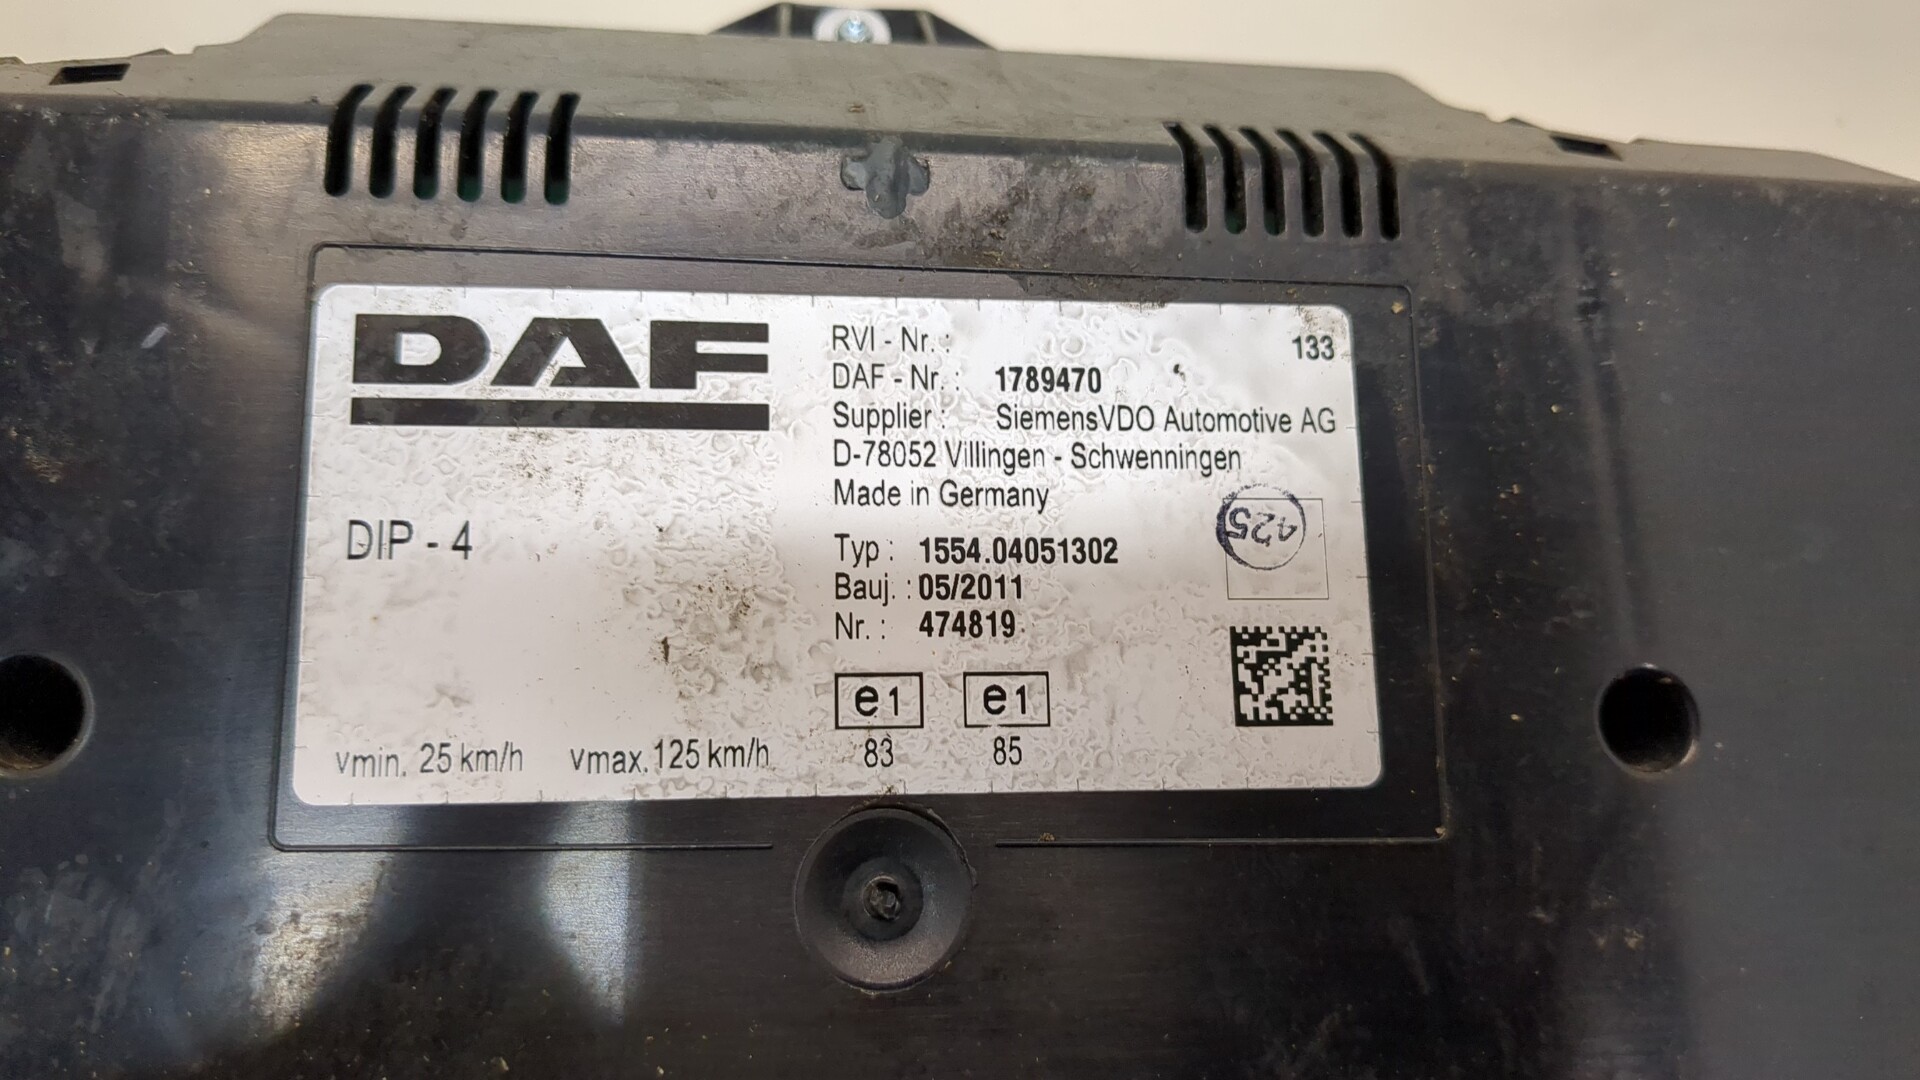 DAF
DIP - 4
vmin. 25 km/h vmax. 125 km/h
RVI - Nr. : 133
DAF - Nr. : 1789470
Supplier : SiemensVDO Automotive AG
D-78052 Villingen - Schwenningen
Made in Germany
425
Typ : 1554.04051302
Bauj. : 05/2011
Nr. : 474819
e1 e1
83 85